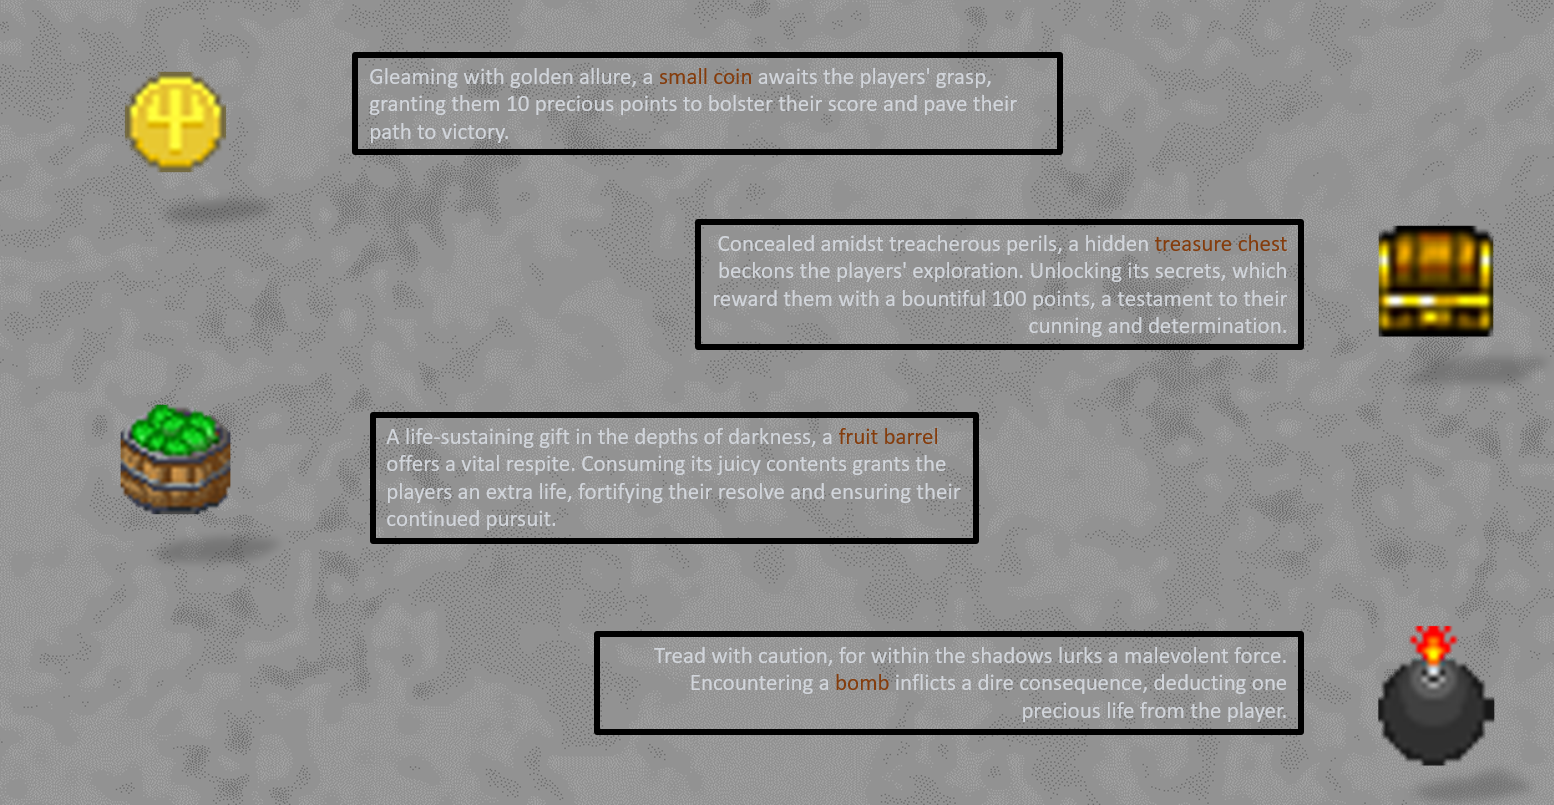 Gleaming with golden allure, a small coin awaits the players' grasp,
granting them 10 precious points to bolster their score and pave their
path to victory.
Concealed amidst treacherous perils, a hidden treasure chest
beckons the players' exploration. Unlocking its secrets, which
reward them with a bountiful 100 points, a testament to their
cunning and determination.
A life-sustaining gift in the depths of darkness, a fruit barrel
offers a vital respite. Consuming its juicy contents grants the
players an extra life, fortifying their resolve and ensuring their
continued pursuit.
Tread with caution, for within the shadows lurks a malevolent force.
Encountering a bomb inflicts a dire consequence, deducting one
precious life from the player.